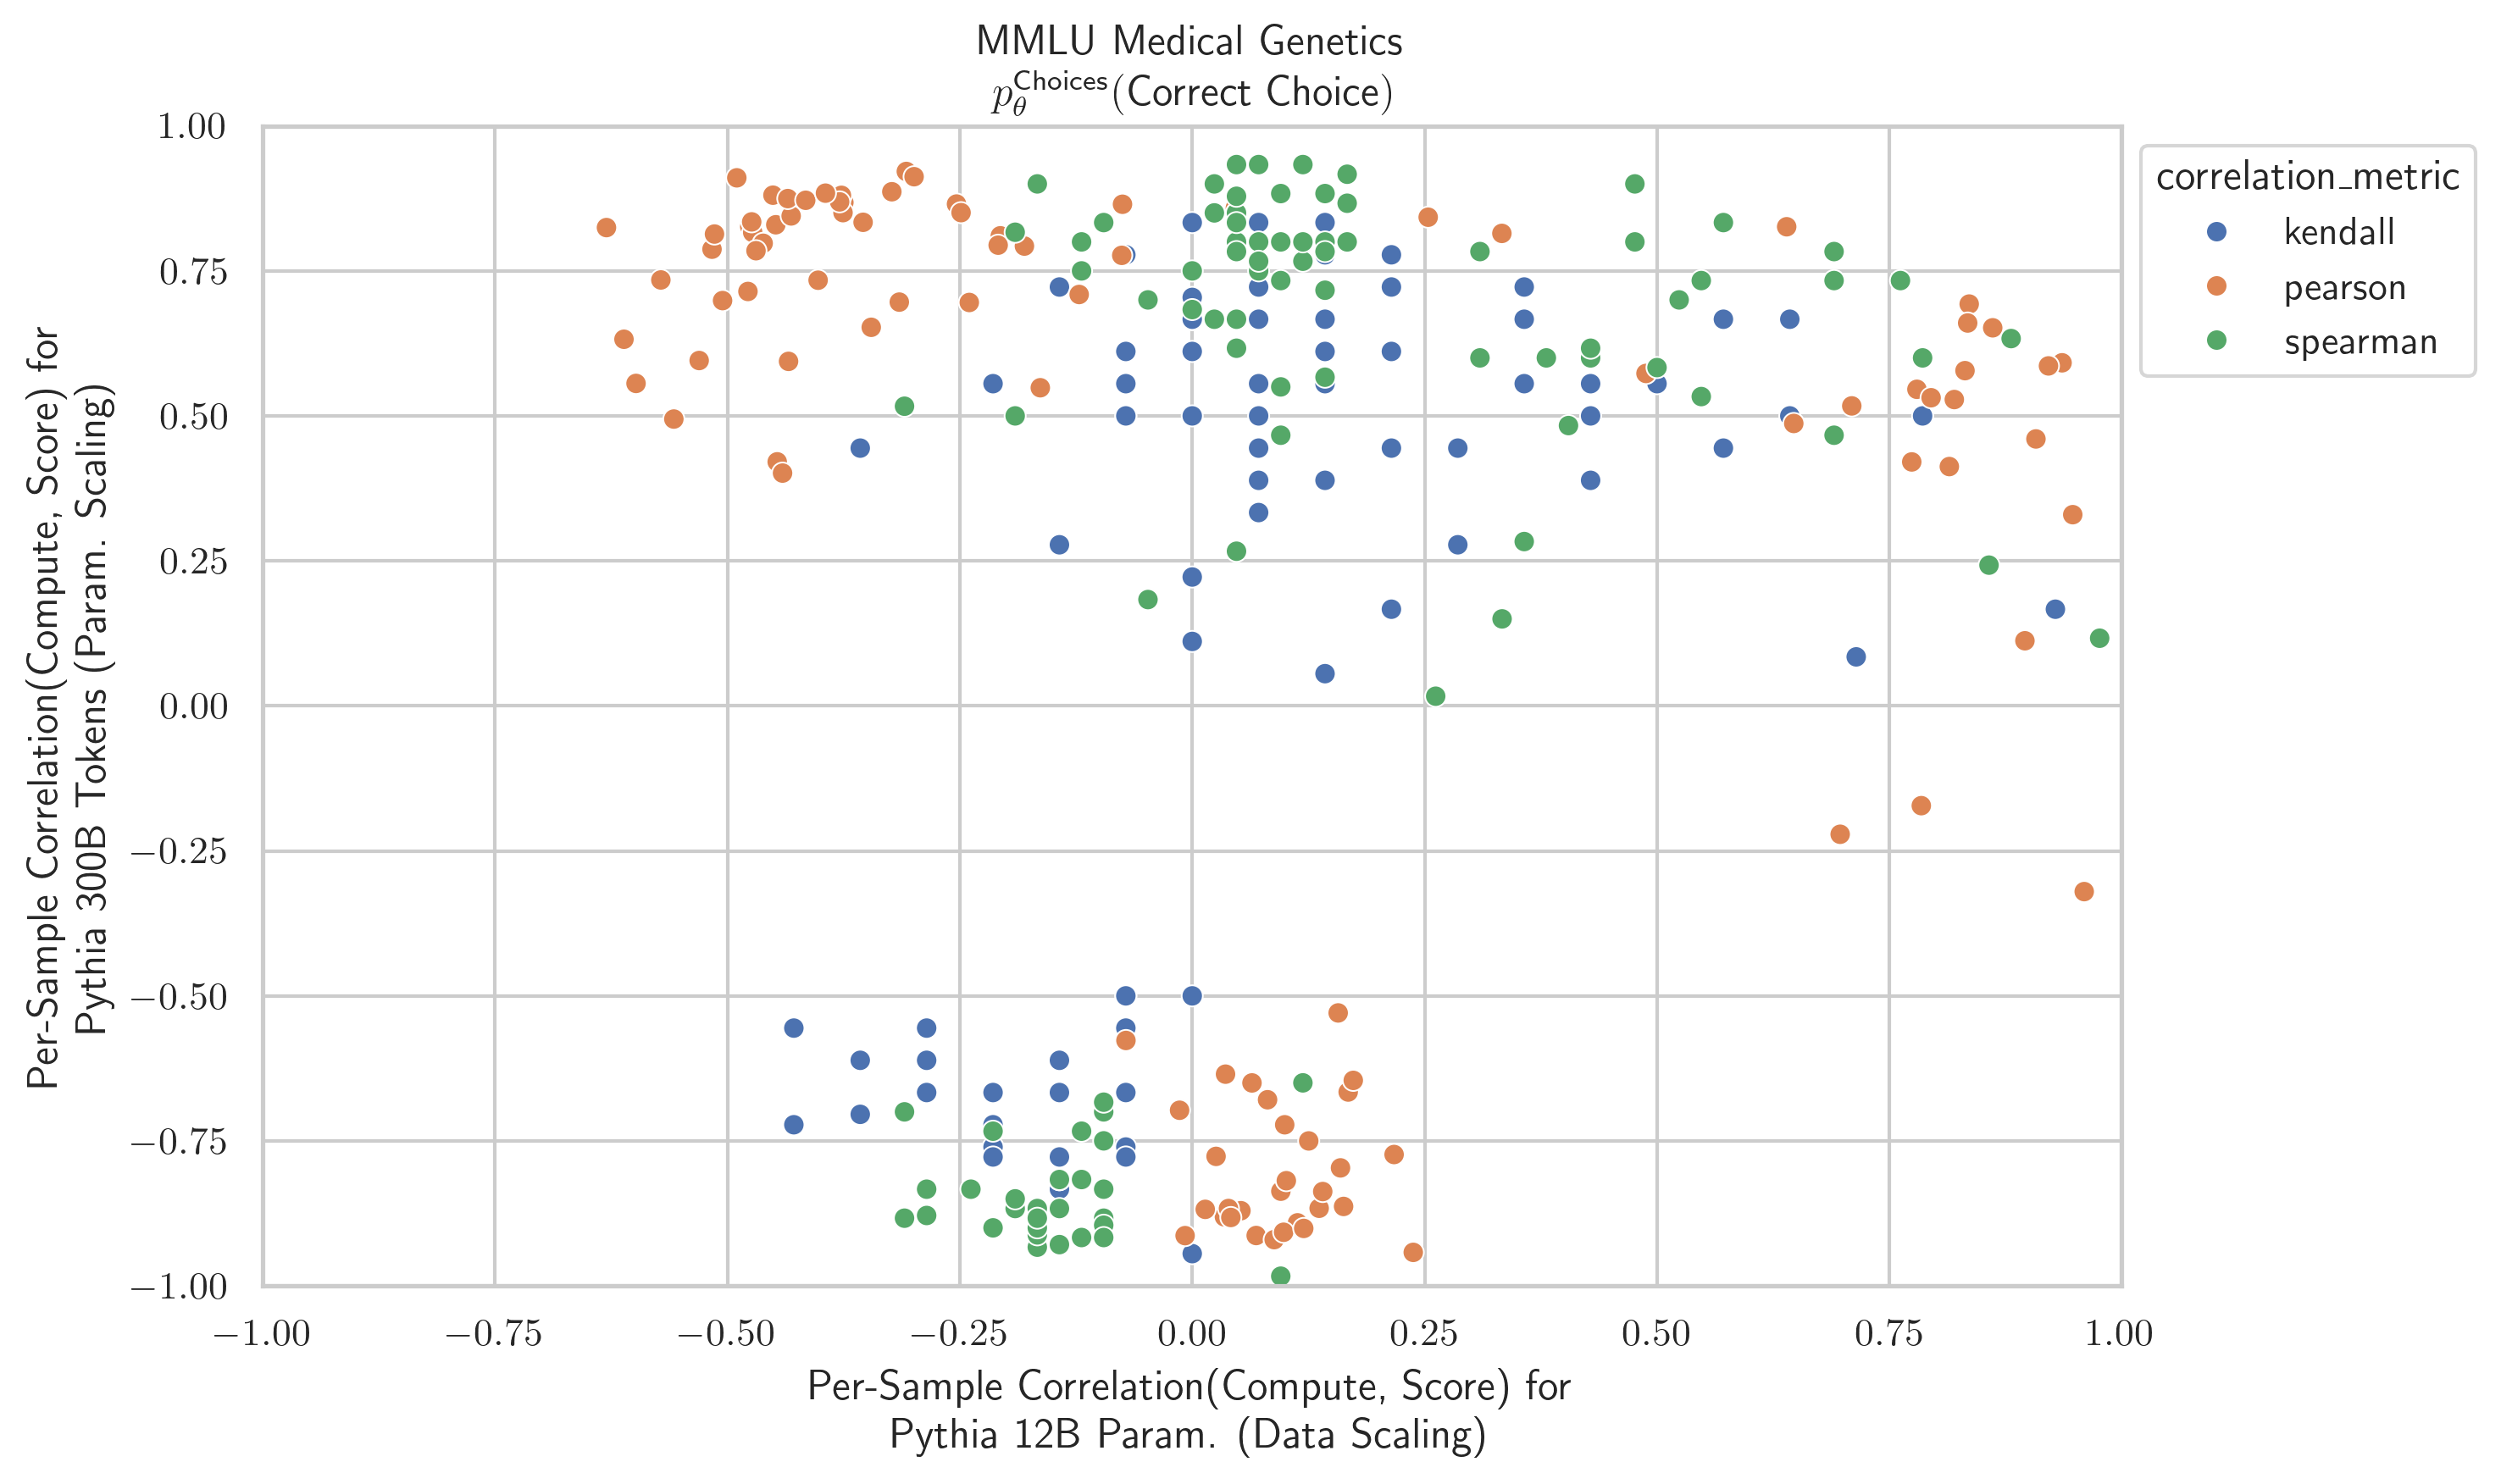 MMLU Medical Genetics
p_θ^Choices(Correct Choice)
1.00
0.75
0.50
0.25
0.00
−0.25
−0.50
−0.75
−1.00
Per-Sample Correlation(Compute, Score) for
Pythia 300B Tokens (Param. Scaling)
correlation_metric
kendall
pearson
spearman
−1.00 −0.75 −0.50 −0.25 0.00 0.25 0.50 0.75 1.00
Per-Sample Correlation(Compute, Score) for
Pythia 12B Param. (Data Scaling)